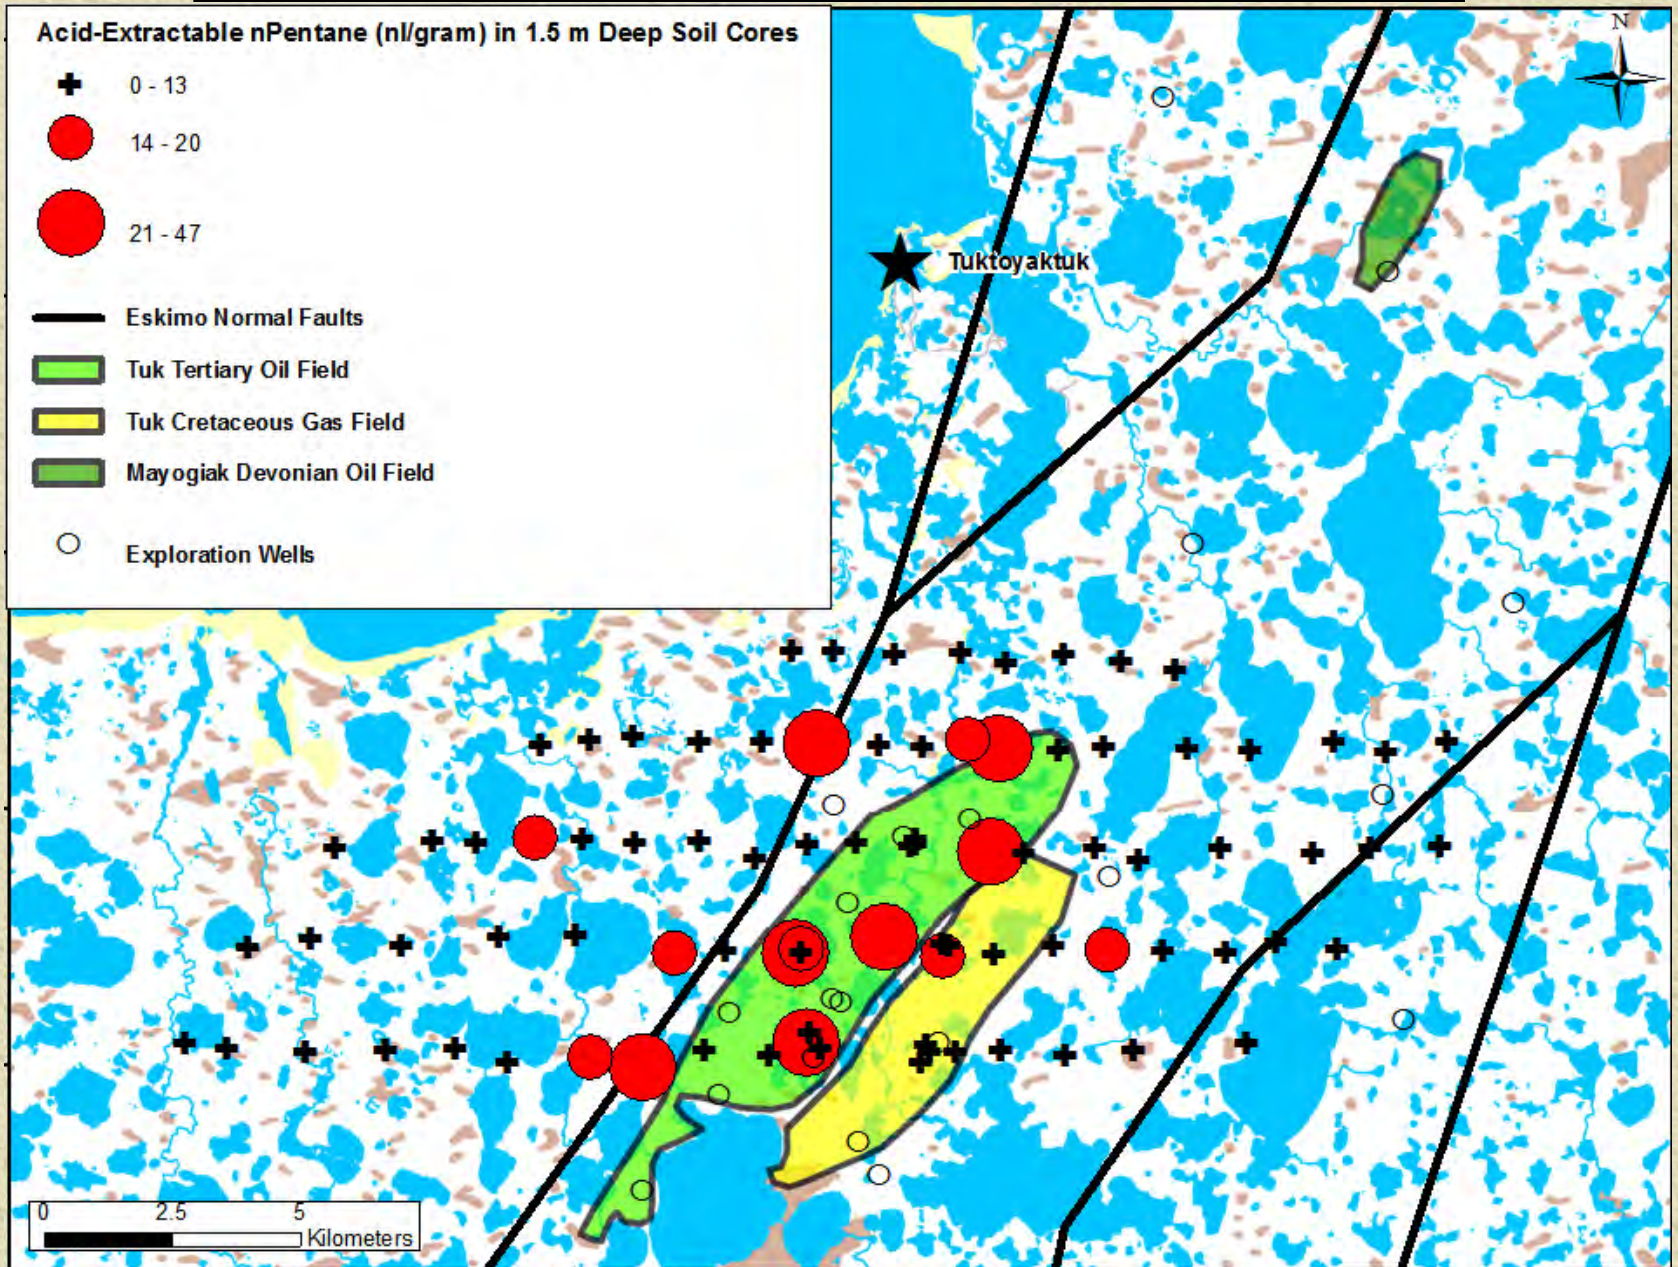 Acid-Extractable nPentane (nl/gram) in 1.5 m Deep Soil Cores
0 - 13
14 - 20
21 - 47
Eskimo Normal Faults
Tuk Tertiary Oil Field
Tuk Cretaceous Gas Field
Mayogiak Devonian Oil Field
Exploration Wells
N
Tuktoyaktuk
0 2.5 5
Kilometers